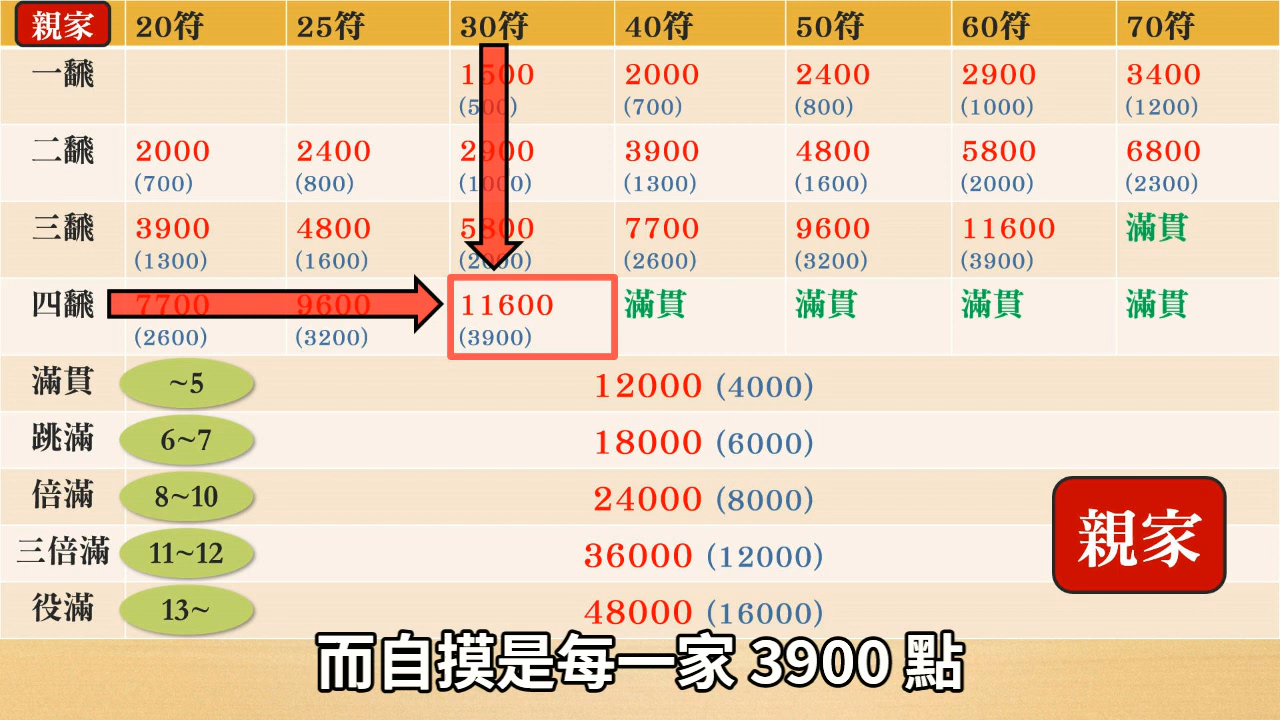 親家 20符 25符 30符 40符 50符 60符 70符
一飜 1500 2000 2400 2900 3400
(500) (700) (800) (1000) (1200)
二飜 2000 2400 2900 3900 4800 5800 6800
(700) (800) (1000) (1300) (1600) (2000) (2300)
三飜 3900 4800 5800 7700 9600 11600 滿貫
(1300) (1600) (2000) (2600) (3200) (3900)
四飜 7700 9600 11600 滿貫 滿貫 滿貫 滿貫
(2600) (3200) (3900)
滿貫 ~5 12000 (4000)
跳滿 6~7 18000 (6000)
倍滿 8~10 24000 (8000)
三倍滿 11~12 36000 (12000)
親家
役滿 13~ 48000 (16000)
而自摸是每一家 3900 點